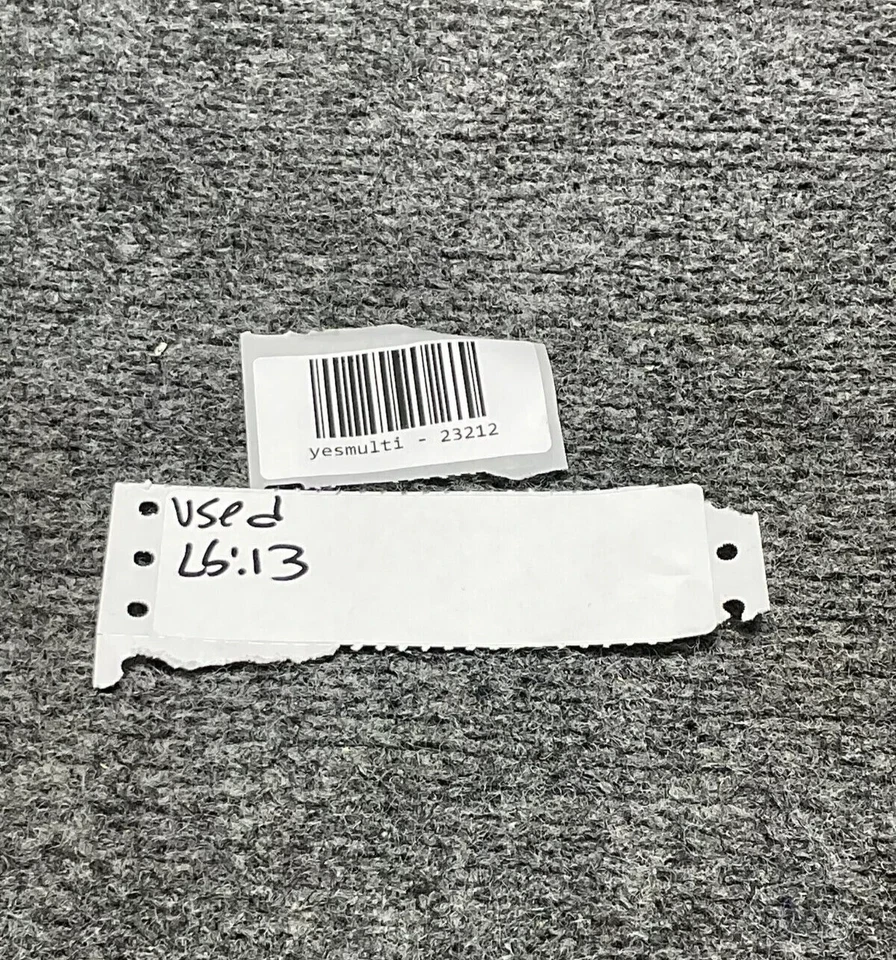 yesmulti - 23212
Used
L6:13